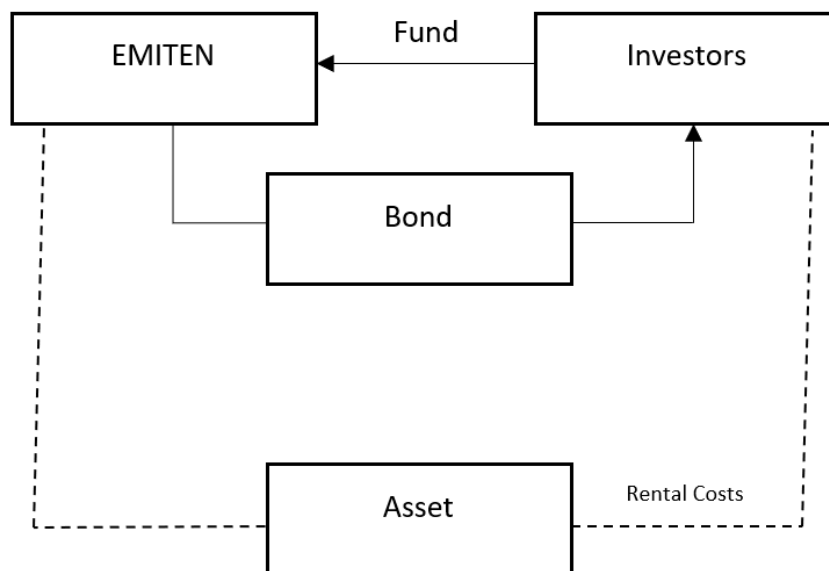 EMITEN
Fund
Investors
Bond
Asset
Rental Costs